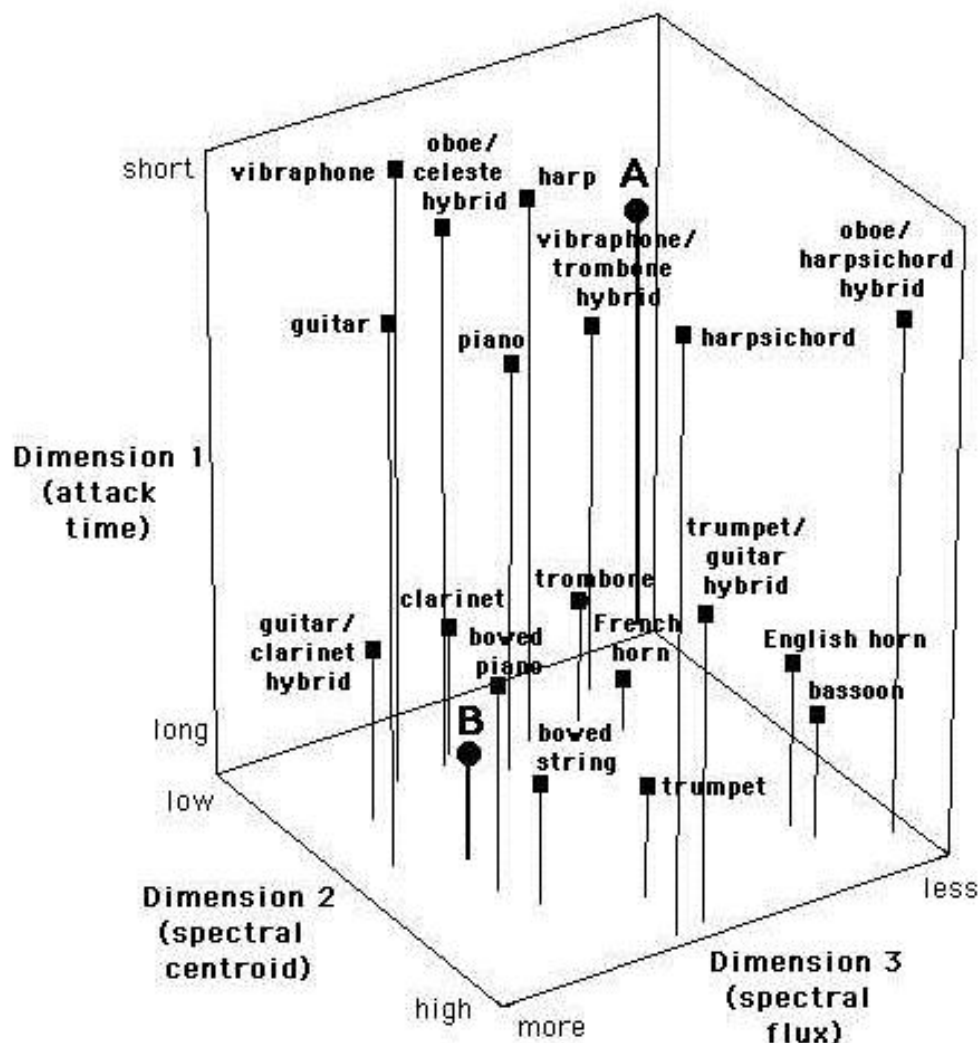 short
vibraphone
oboe/
celeste
hybrid
harp
A
vibraphone/
trombone
hybrid
oboe/
harpsichord
hybrid
guitar
piano
harpsichord
Dimension 1
(attack
time)
trumpet/
guitar
hybrid
trombone
clarinet
guitar/
clarinet
hybrid
bowed
piano
French
horn
English horn
bassoon
long
B
bowed
string
trumpet
low
less
Dimension 2
(spectral
centroid)
Dimension 3
(spectral
flux)
high
more